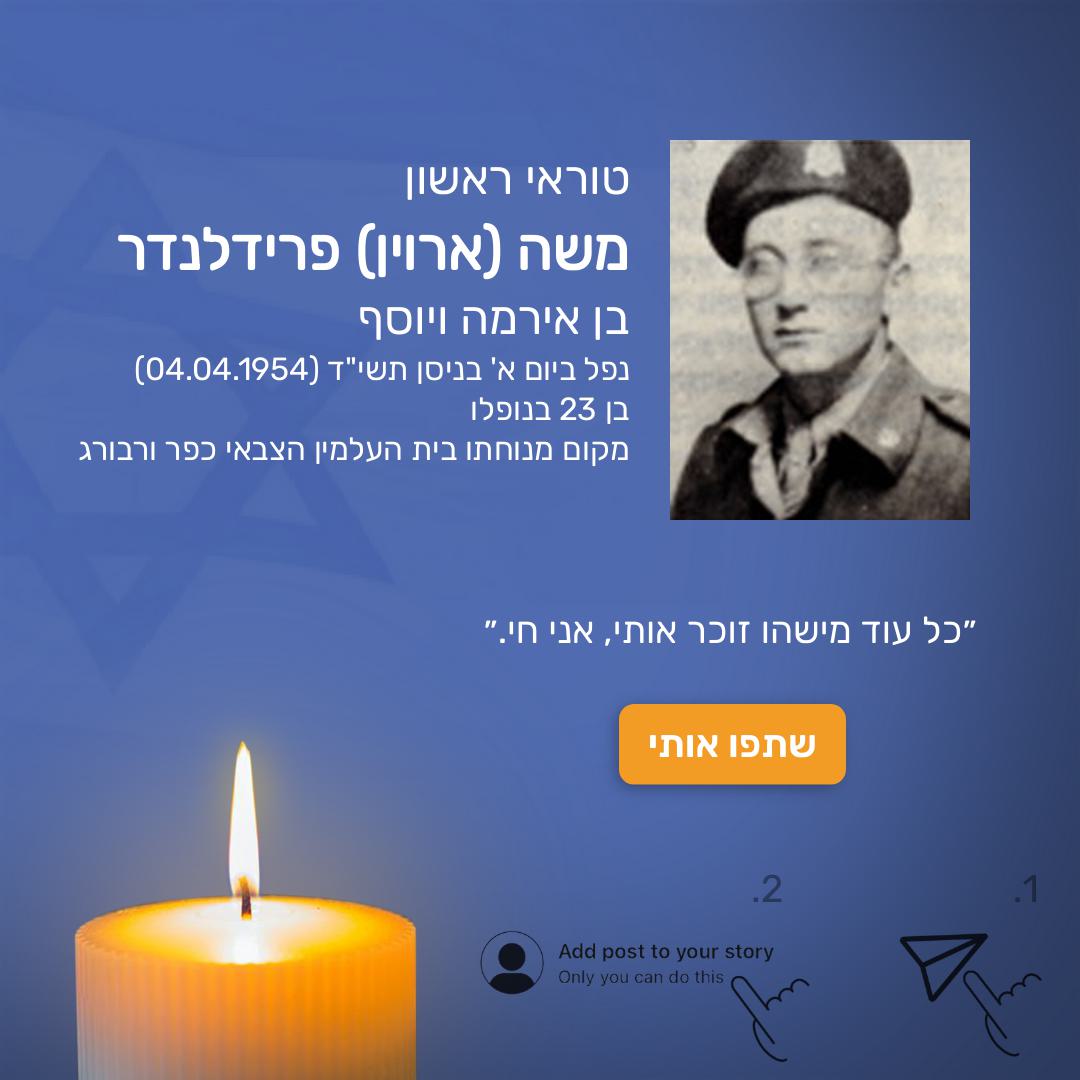 טוראי ראשון
משה (ארוין) פרידלנדר
בן אירמה ויוסף
נפל ביום א' בניסן תשי"ד (04.04.1954)
בן 23 בנופלו
מקום מנוחתו בית העלמין הצבאי כפר ורבורג
״כל עוד מישהו זוכר אותי, אני חי.״
שתפו אותי
.1
.2
Add post to your story
Only you can do this